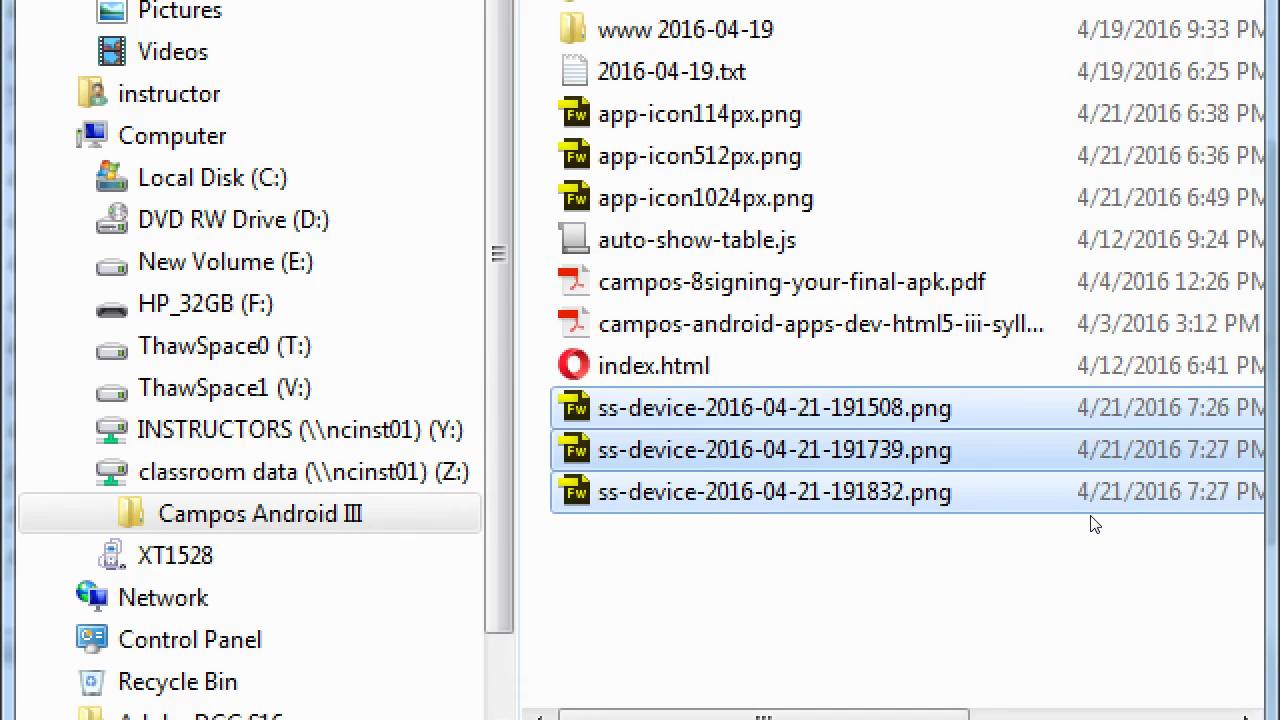 Pictures
Videos
instructor
Computer
Local Disk (C:)
DVD RW Drive (D:)
New Volume (E:)
HP_32GB (F:)
ThawSpace0 (T:)
ThawSpace1 (V:)
INSTRUCTORS (\\ncinst01) (Y:)
classroom data (\\ncinst01) (Z:)
Campos Android III
XT1528
Network
Control Panel
Recycle Bin
www 2016-04-19 4/19/2016 9:33 PM
2016-04-19.txt 4/19/2016 6:25 PM
Fw app-icon114px.png 4/21/2016 6:38 PM
Fw app-icon512px.png 4/21/2016 6:36 PM
Fw app-icon1024px.png 4/21/2016 6:49 PM
auto-show-table.js 4/12/2016 9:24 PM
campos-8signing-your-final-apk.pdf 4/4/2016 12:26 PM
campos-android-apps-dev-html5-iii-syll... 4/3/2016 3:12 PM
index.html 4/12/2016 6:41 PM
Fw ss-device-2016-04-21-191508.png 4/21/2016 7:26 PM
Fw ss-device-2016-04-21-191739.png 4/21/2016 7:27 PM
Fw ss-device-2016-04-21-191832.png 4/21/2016 7:27 PM